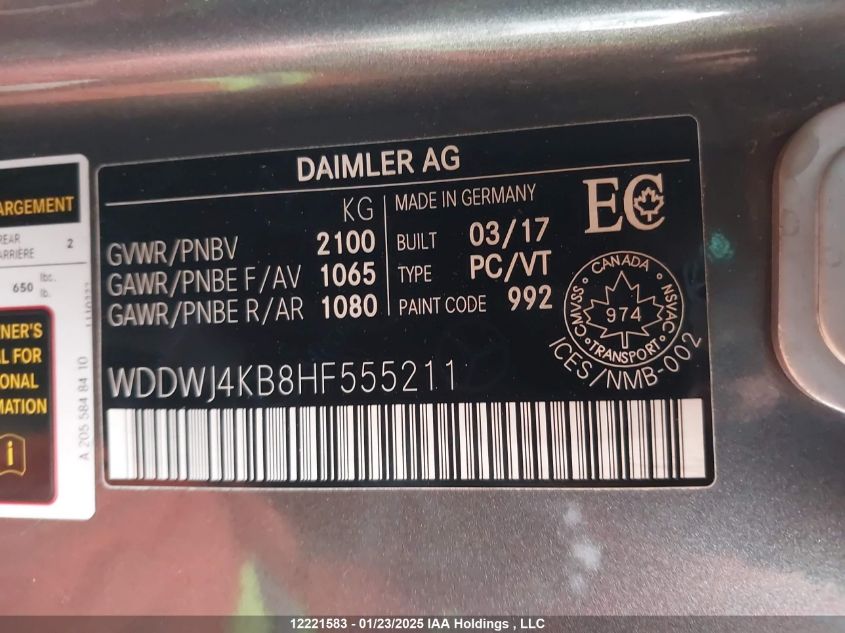 DAIMLER AG
KG
GVWR/PNBV 2100
GAWR/PNBE F/AV 1065
GAWR/PNBE R/AR 1080
MADE IN GERMANY
BUILT 03/17
TYPE PC/VT
PAINT CODE 992
EC
CANADA
CMVSS NSVAC
974
TRANSPORT
ICES/NMB-002
WDDWJ4KB8HF555211
ARGEMENT
REAR 2
ARRIÈRE
650 lbs.
lb.
NER'S
L FOR
IONAL
MATION
i
A 205 584 84 10
12221583 - 01/23/2025 IAA Holdings , LLC